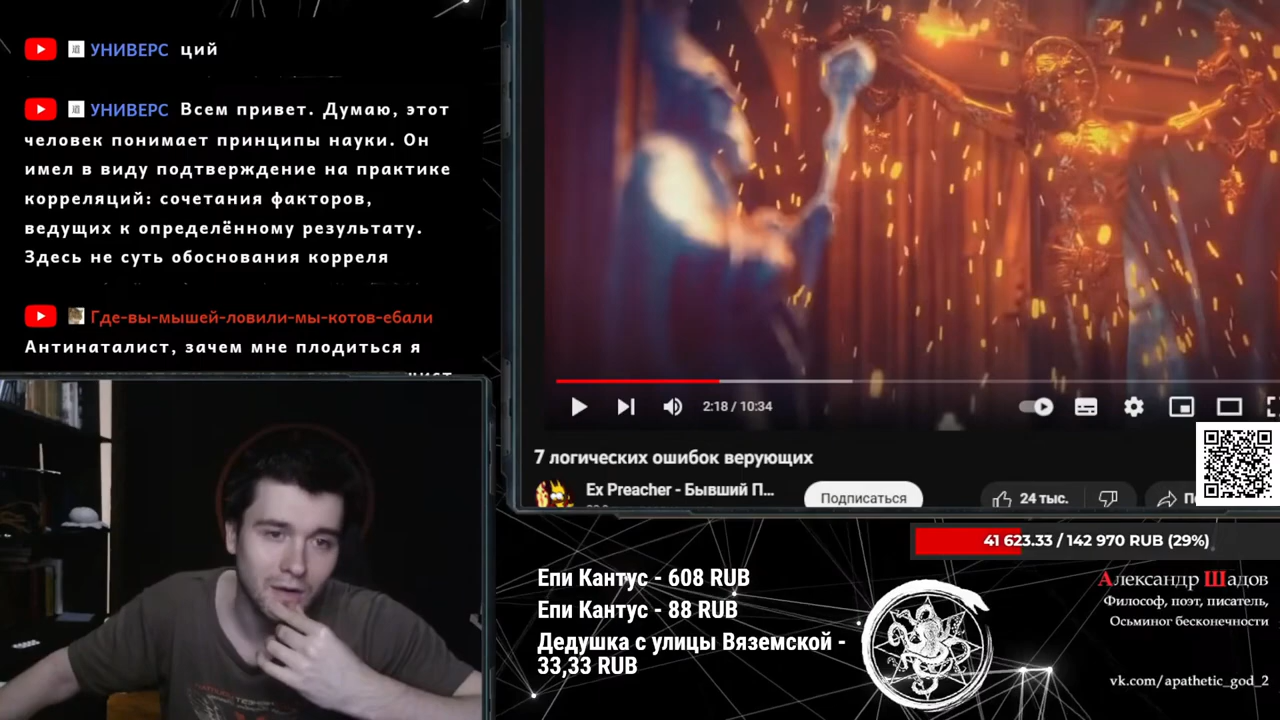 УНИВЕРС ций
УНИВЕРС Всем привет. Думаю, этот
человек понимает принципы науки. Он
имел в виду подтверждение на практике
корреляций: сочетания факторов,
ведущих к определённому результату.
Здесь не суть обоснования корреля
Где-вы-мышей-ловили-мы-котов-ебали
Антинаталист, зачем мне плодиться я
2:18 / 10:34
7 логических ошибок верующих
Ex Preacher - Бывший П...
Подписаться
24 тыс.
41 623.33 / 142 970 RUB (29%)
Епи Кантус - 608 RUB
Епи Кантус - 88 RUB
Дедушка с улицы Вяземской -
33,33 RUB
Александр Шадов
Философ, поэт, писатель,
Осьминог бесконечности
vk.com/apathetic_god_2